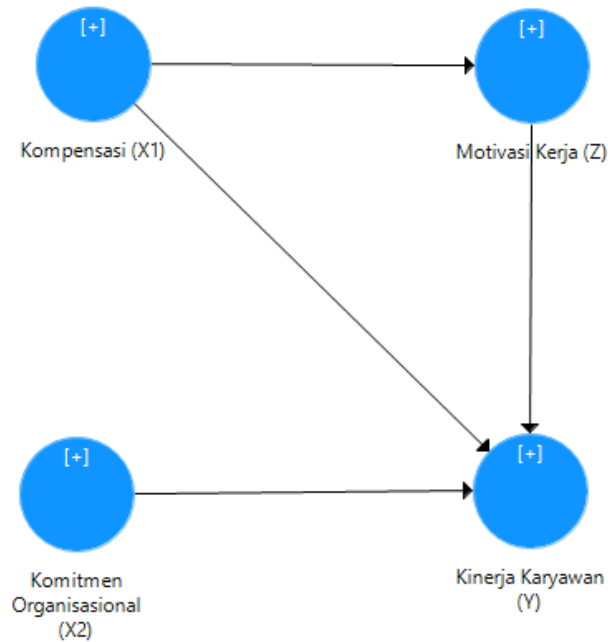 [+]
[+]
Kompensasi (X1)
Motivasi Kerja (Z)
[+]
[+]
Komitmen
Organisasional
(X2)
Kinerja Karyawan
(Y)